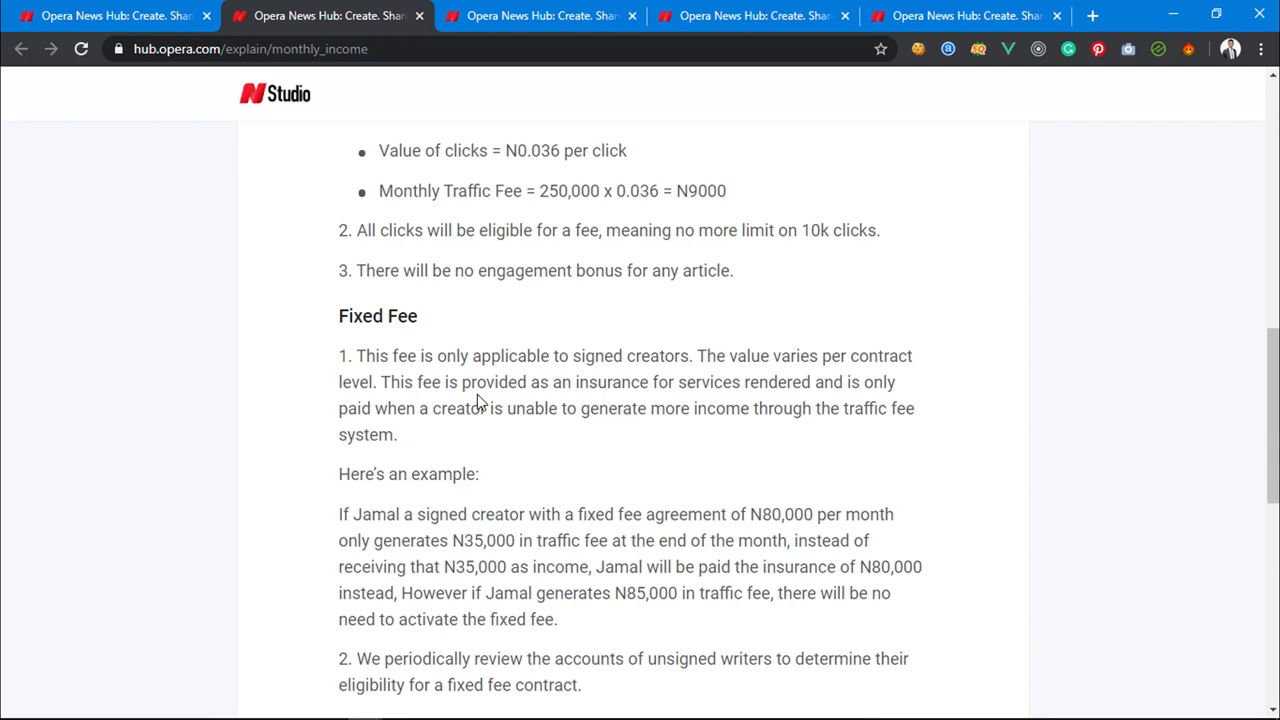 Opera News Hub: Create. Shar
Opera News Hub: Create. Shar
Opera News Hub: Create. Shar
Opera News Hub: Create. Shar
Opera News Hub: Create. Shar
hub.opera.com/explain/monthly_income
N Studio
• Value of clicks = N0.036 per click
• Monthly Traffic Fee = 250,000 x 0.036 = N9000
2. All clicks will be eligible for a fee, meaning no more limit on 10k clicks.
3. There will be no engagement bonus for any article.
Fixed Fee
1. This fee is only applicable to signed creators. The value varies per contract
level. This fee is provided as an insurance for services rendered and is only
paid when a creator is unable to generate more income through the traffic fee
system.
Here's an example:
If Jamal a signed creator with a fixed fee agreement of N80,000 per month
only generates N35,000 in traffic fee at the end of the month, instead of
receiving that N35,000 as income, Jamal will be paid the insurance of N80,000
instead, However if Jamal generates N85,000 in traffic fee, there will be no
need to activate the fixed fee.
2. We periodically review the accounts of unsigned writers to determine their
eligibility for a fixed fee contract.